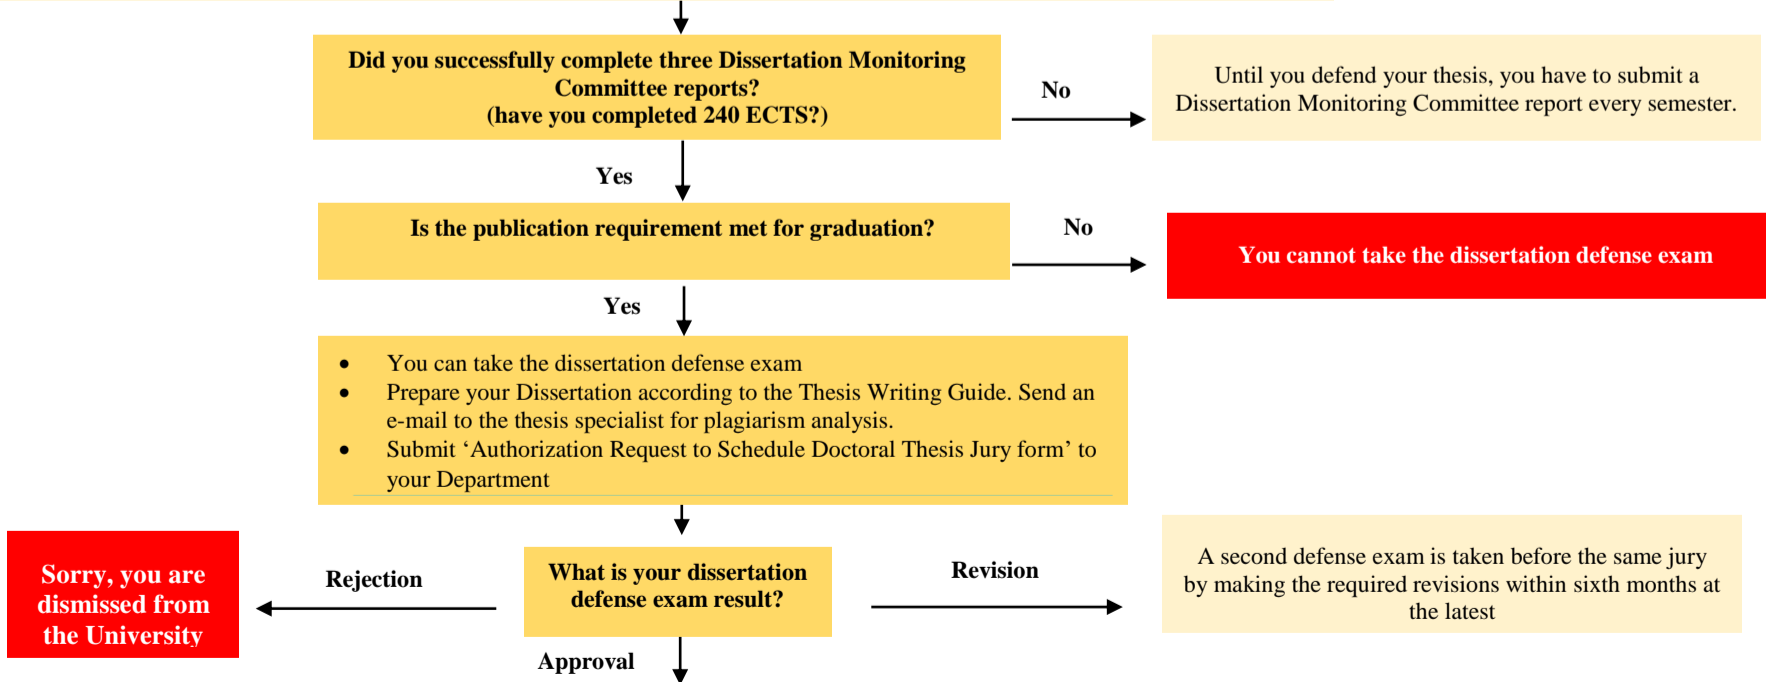 Did you successfully complete three Dissertation Monitoring
Committee reports?
(have you completed 240 ECTS?)
No
Until you defend your thesis, you have to submit a
Dissertation Monitoring Committee report every semester.
Yes
Is the publication requirement met for graduation?
No
You cannot take the dissertation defense exam
Yes
• You can take the dissertation defense exam
• Prepare your Dissertation according to the Thesis Writing Guide. Send an
e-mail to the thesis specialist for plagiarism analysis.
• Submit ‘Authorization Request to Schedule Doctoral Thesis Jury form’ to
your Department
Sorry, you are
dismissed from
the University
Rejection
What is your dissertation
defense exam result?
Revision
A second defense exam is taken before the same jury
by making the required revisions within sixth months at
the latest
Approval